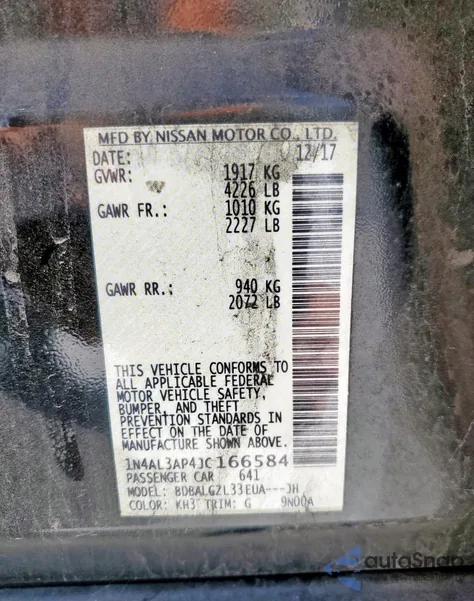 MFD BY NISSAN MOTOR CO., LTD.
DATE: 12/17
GVWR: 1917 KG
4226 LB
GAWR FR.: 1010 KG
2227 LB
GAWR RR.: 940 KG
2072 LB
THIS VEHICLE CONFORMS TO
ALL APPLICABLE FEDERAL
MOTOR VEHICLE SAFETY,
BUMPER, AND THEFT
PREVENTION STANDARDS IN
EFFECT ON THE DATE OF
MANUFACTURE SHOWN ABOVE.
1N4AL3AP4JC166584
PASSENGER CAR 641
MODEL: BDBALG2L33EUA---JH
COLOR: KH3 TRIM: G 9N00A
autoSnap